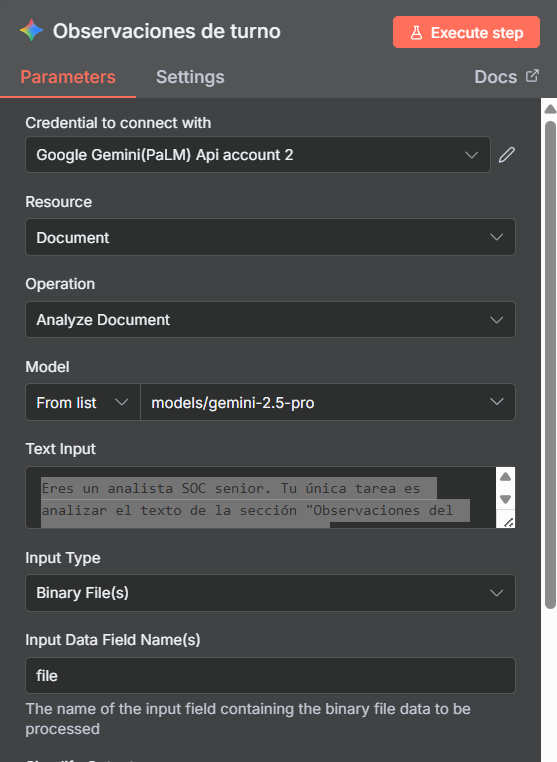 Observaciones de turno
Execute step
Parameters
Settings
Docs
Credential to connect with
Google Gemini(PaLM) Api account 2
Resource
Document
Operation
Analyze Document
Model
From list
models/gemini-2.5-pro
Text Input
Eres un analista SOC senior. Tu única tarea es
analizar el texto de la sección "Observaciones del
Input Type
Binary File(s)
Input Data Field Name(s)
file
The name of the input field containing the binary file data to be
processed